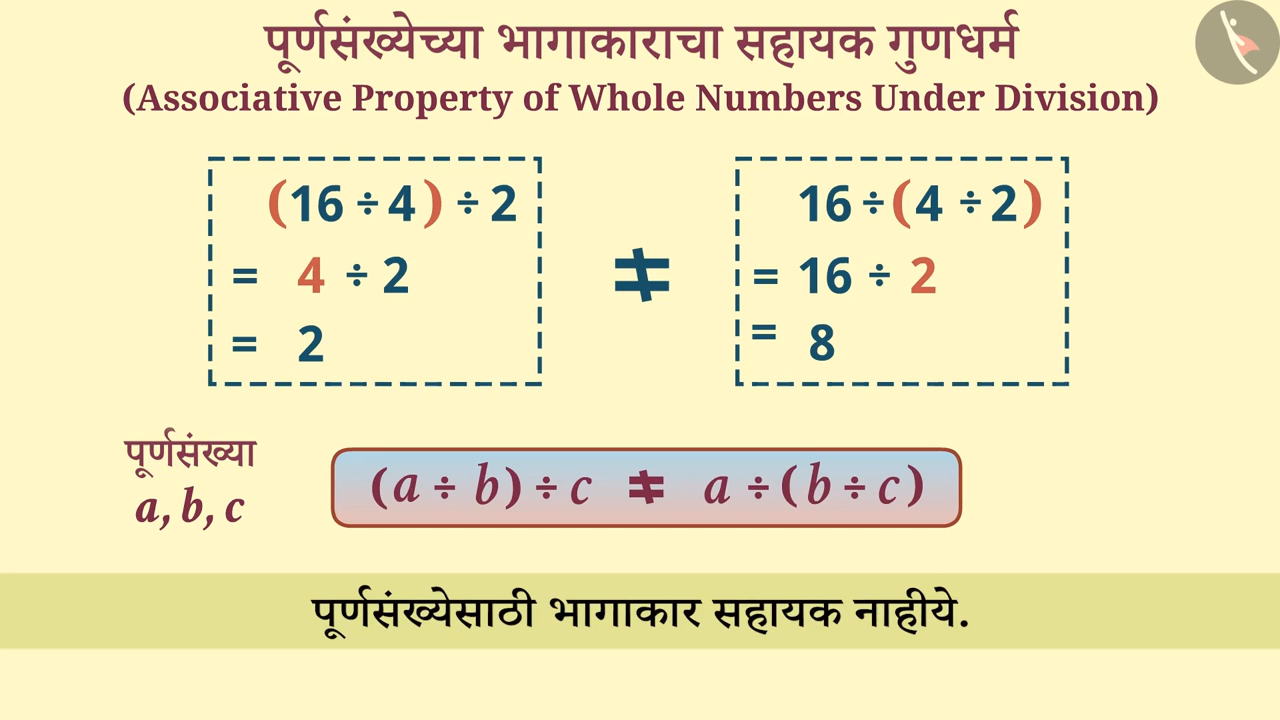 पूर्णसंख्येच्या भागाकाराचा सहायक गुणधर्म
(Associative Property of Whole Numbers Under Division)
(16 ÷ 4) ÷ 2
= 4 ÷ 2
= 2
≠
16 ÷ (4 ÷ 2)
= 16 ÷ 2
= 8
पूर्णसंख्या
a, b, c
(a ÷ b) ÷ c ≠ a ÷ (b ÷ c)
पूर्णसंख्येसाठी भागाकार सहायक नाहीये.